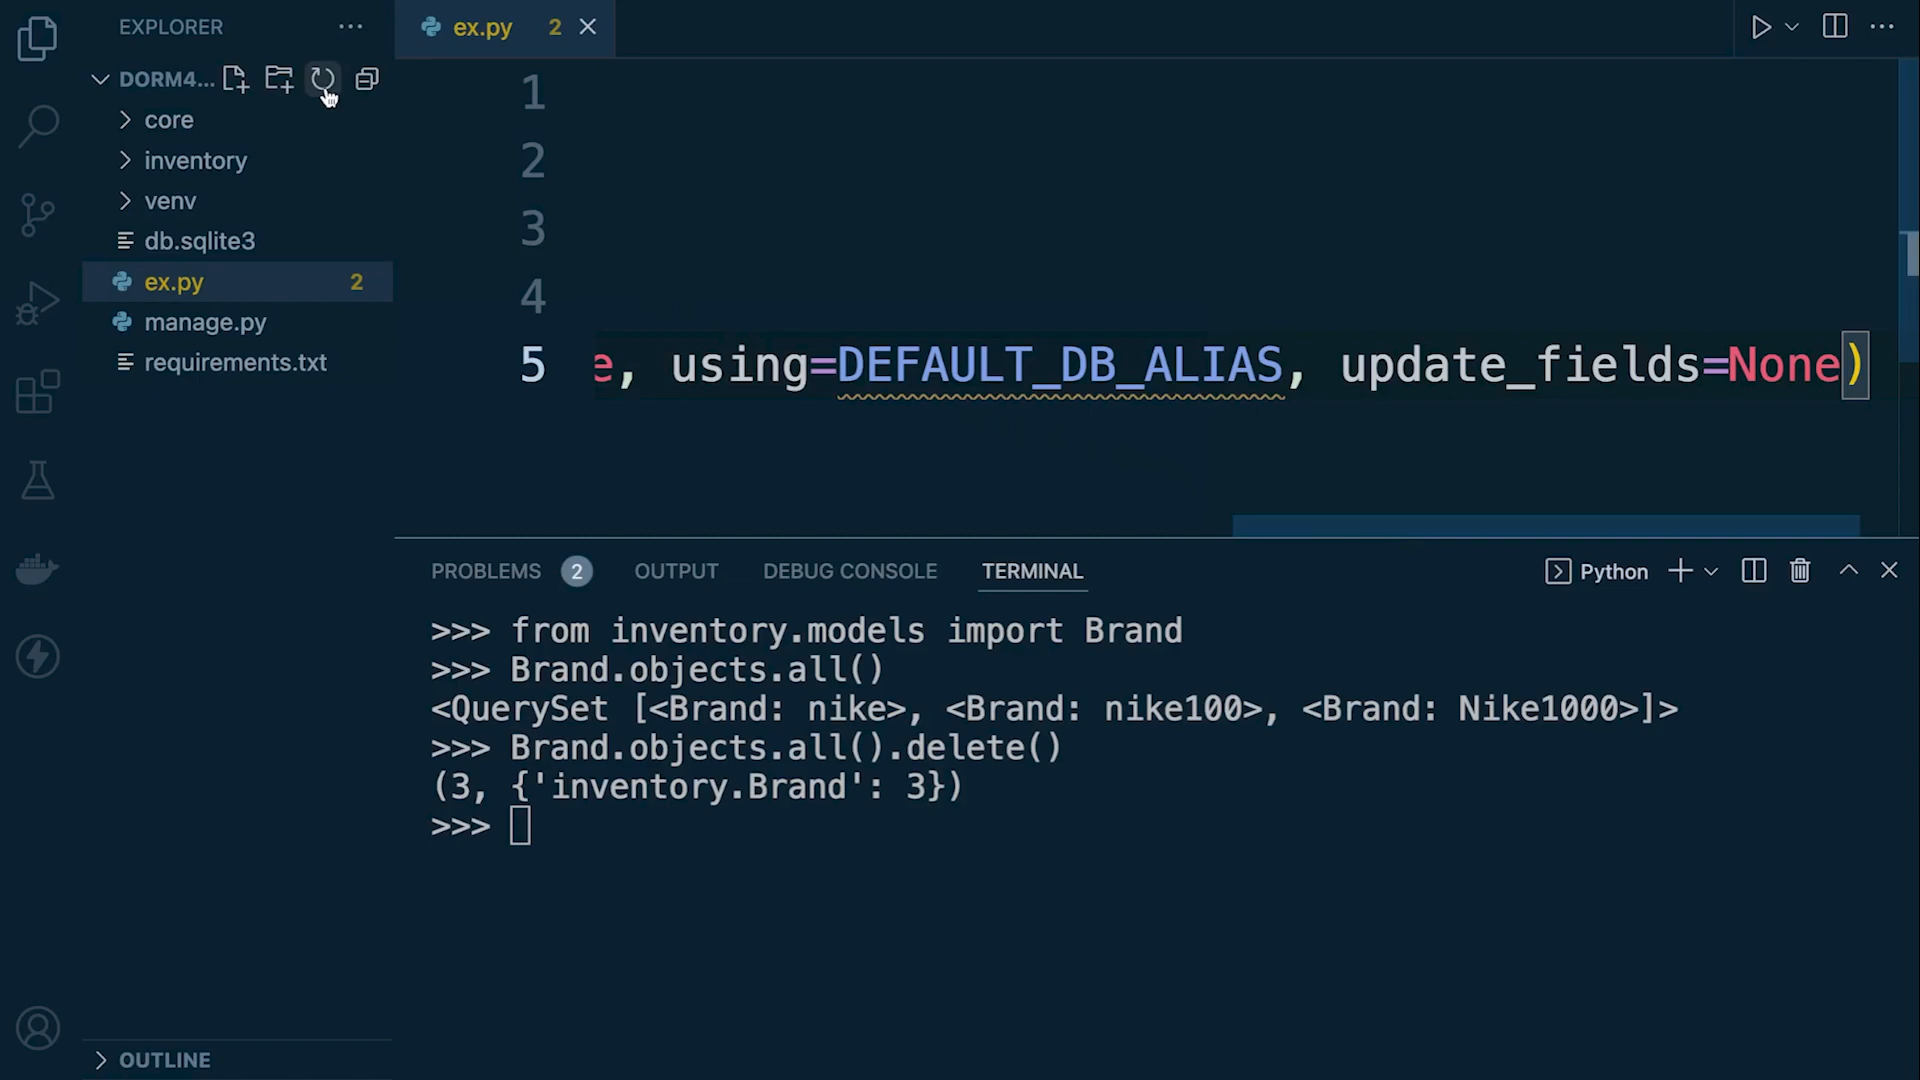 EXPLORER
DORM4...
core
inventory
venv
db.sqlite3
ex.py 2
manage.py
requirements.txt
OUTLINE
ex.py 2
1
2
3
4
5 e, using=DEFAULT_DB_ALIAS, update_fields=None)
PROBLEMS 2 OUTPUT DEBUG CONSOLE TERMINAL Python
>>> from inventory.models import Brand
>>> Brand.objects.all()
<QuerySet [<Brand: nike>, <Brand: nike100>, <Brand: Nike1000>]>
>>> Brand.objects.all().delete()
(3, {'inventory.Brand': 3})
>>>